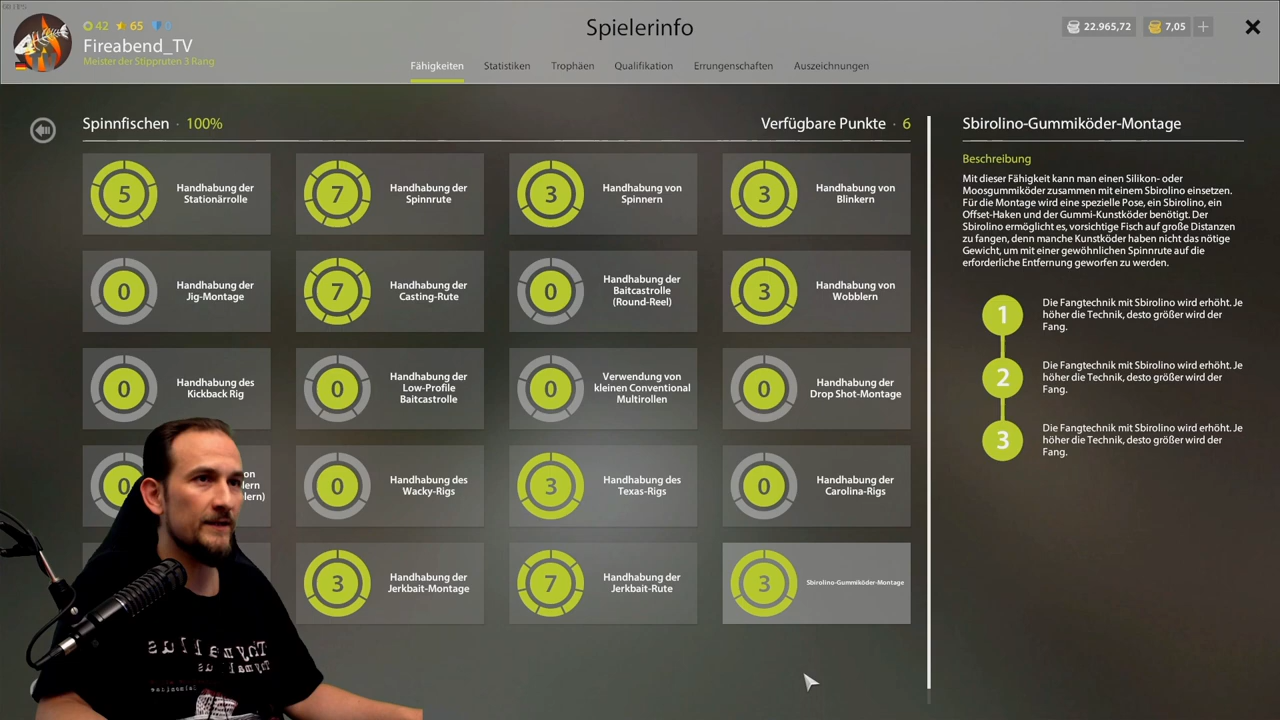 60 FPS
42 65 0
Fireabend_TV
Meister der Stippruten 3 Rang
Spielerinfo
22.965,72 7,05
Fähigkeiten Statistiken Trophäen Qualifikation Errungenschaften Auszeichnungen
Spinnfischen · 100%
Verfügbare Punkte · 6
5 Handhabung der
Stationärrolle
7 Handhabung der
Spinnrute
3 Handhabung von
Spinnern
3 Handhabung von
Blinkern
0 Handhabung der
Jig-Montage
7 Handhabung der
Casting-Rute
0 Handhabung der
Baitcastrolle
(Round-Reel)
3 Handhabung von
Wobblern
0 Handhabung des
Kickback Rig
0 Handhabung der
Low-Profile
Baitcastrolle
0 Verwendung von
kleinen Conventional
Multirollen
0 Handhabung der
Drop Shot-Montage
0
0 Handhabung des
Wacky-Rigs
3 Handhabung des
Texas-Rigs
0 Handhabung der
Carolina-Rigs
3 Handhabung der
Jerkbait-Montage
7 Handhabung der
Jerkbait-Rute
3 Sbirolino-Gummiköder-Montage
Sbirolino-Gummiköder-Montage
Beschreibung
Mit dieser Fähigkeit kann man einen Silikon- oder
Moosgummiköder zusammen mit einem Sbirolino einsetzen.
Für die Montage wird eine spezielle Pose, ein Sbirolino, ein
Offset-Haken und der Gummi-Kunstköder benötigt. Der
Sbirolino ermöglicht es, vorsichtige Fisch auf große Distanzen
zu fangen, denn manche Kunstköder haben nicht das nötige
Gewicht, um mit einer gewöhnlichen Spinnrute auf die
erforderliche Entfernung geworfen zu werden.
1 Die Fangtechnik mit Sbirolino wird erhöht. Je
höher die Technik, desto größer wird der
Fang.
2 Die Fangtechnik mit Sbirolino wird erhöht. Je
höher die Technik, desto größer wird der
Fang.
3 Die Fangtechnik mit Sbirolino wird erhöht. Je
höher die Technik, desto größer wird der
Fang.